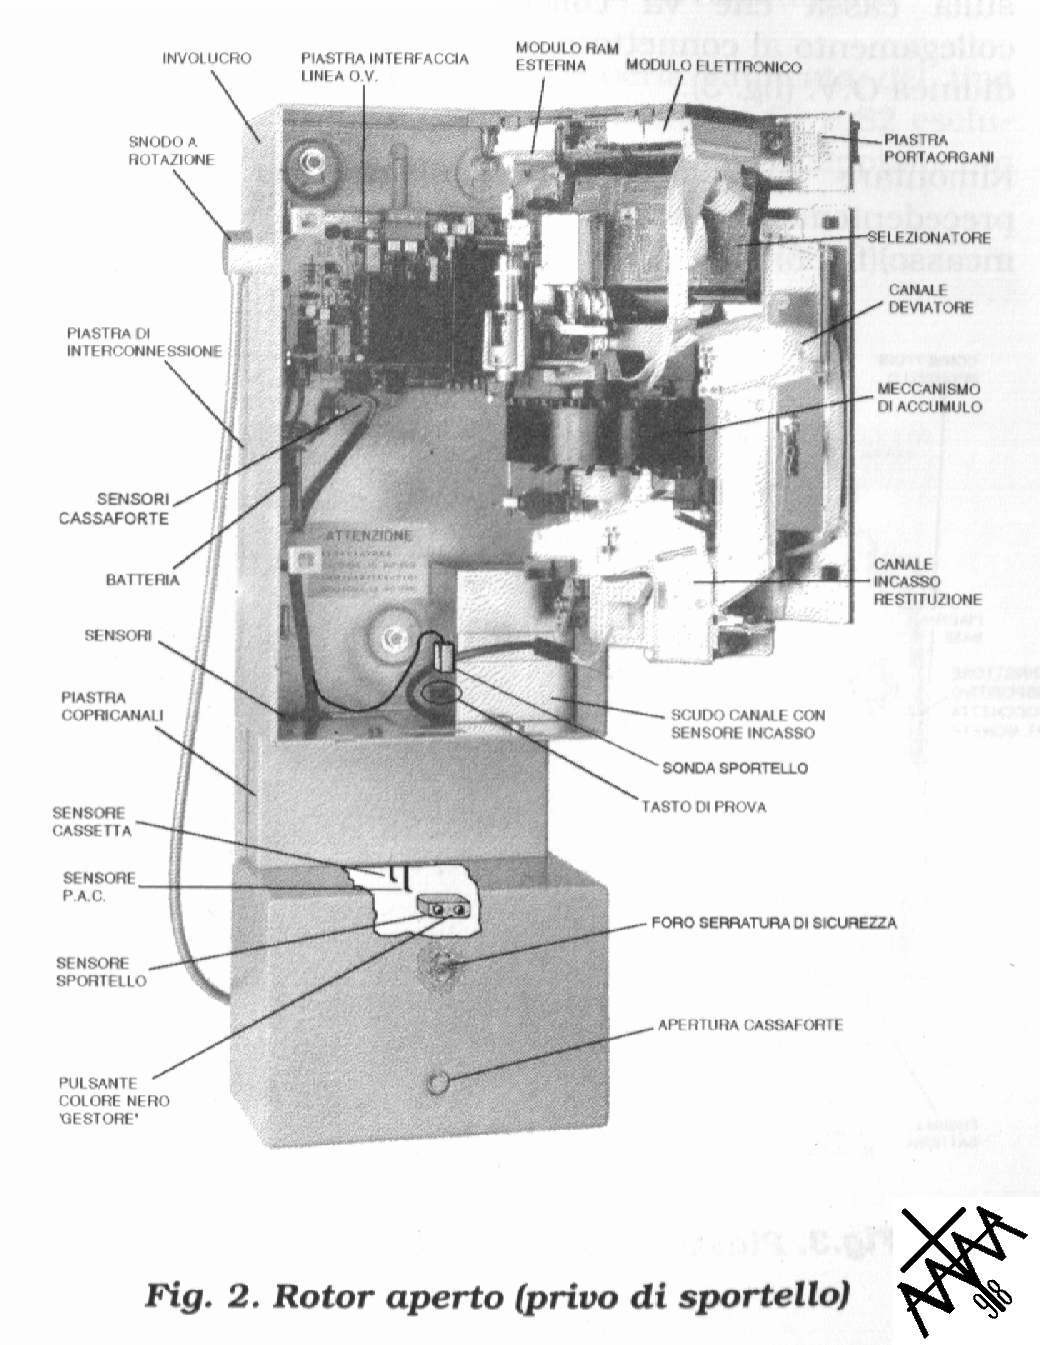 INVOLUCRO
PIASTRA INTERFACCIA
LINEA O.V.
MODULO RAM
ESTERNA
MODULO ELETTRONICO
SNODO A
ROTAZIONE
PIASTRA
PORTAORGANI
SELEZIONATORE
CANALE
DEVIATORE
PIASTRA DI
INTERCONNESSIONE
MECCANISMO
DI ACCUMULO
SENSORI
CASSAFORTE
ATTENZIONE
BATTERIA
CANALE
INCASSO
RESTITUZIONE
SENSORI
PIASTRA
COPRICANALI
SCUDO CANALE CON
SENSORE INCASSO
SONDA SPORTELLO
TASTO DI PROVA
SENSORE
CASSETTA
SENSORE
P.A.C.
FORO SERRATURA DI SICUREZZA
SENSORE
SPORTELLO
APERTURA CASSAFORTE
PULSANTE
COLORE NERO
'GESTORE'
Fig. 2. Rotor aperto (privo di sportello)
98